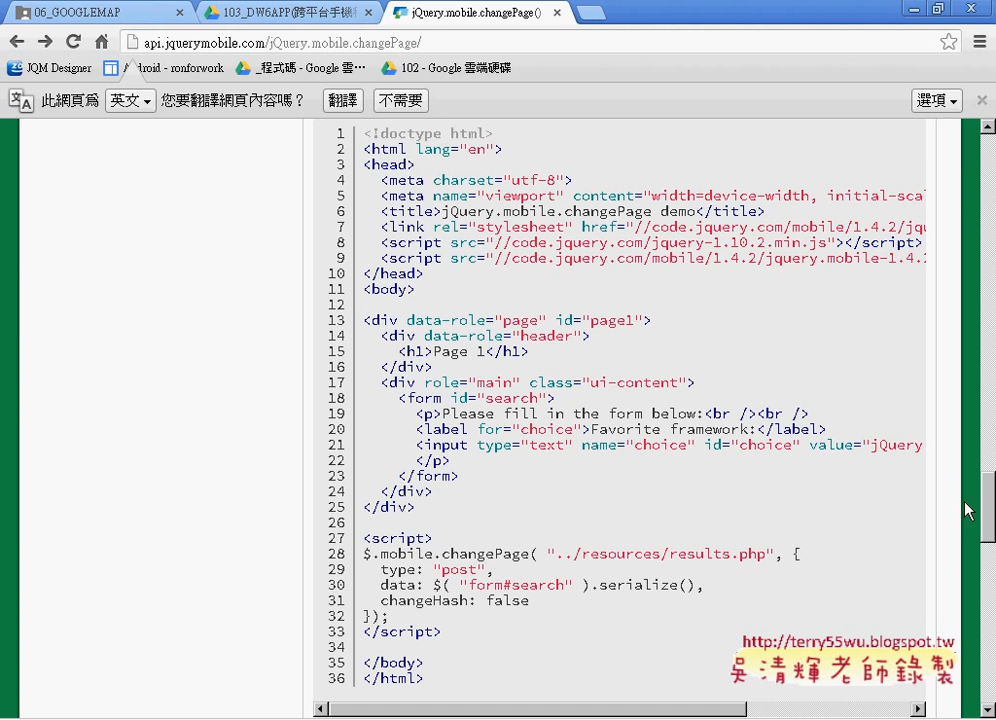 06_GOOGLEMAP
103_DW6APP(跨平台手機程
jQuery.mobile.changePage()
api.jquerymobile.com/jQuery.mobile.changePage/
JQM Designer
roid - ronforwork
_程式碼 - Google 雲…
102 - Google 雲端硬碟
此網頁為 英文 您要翻譯網頁內容嗎？ 翻譯 不需要 選項
1 <!doctype html>
2 <html lang="en">
3 <head>
4 <meta charset="utf-8">
5 <meta name="viewport" content="width=device-width, initial-scal
6 <title>jQuery.mobile.changePage demo</title>
7 <link rel="stylesheet" href="//code.jquery.com/mobile/1.4.2/jqu
8 <script src="//code.jquery.com/jquery-1.10.2.min.js"></script>
9 <script src="//code.jquery.com/mobile/1.4.2/jquery.mobile-1.4.2
10 </head>
11 <body>
12
13 <div data-role="page" id="page1">
14 <div data-role="header">
15 <h1>Page 1</h1>
16 </div>
17 <div role="main" class="ui-content">
18 <form id="search">
19 <p>Please fill in the form below:<br /><br />
20 <label for="choice">Favorite framework:</label>
21 <input type="text" name="choice" id="choice" value="jQuery
22 </p>
23 </form>
24 </div>
25 </div>
26
27 <script>
28 $.mobile.changePage( "../resources/results.php", {
29 type: "post",
30 data: $( "form#search" ).serialize(),
31 changeHash: false
32 });
33 </script>
34
35 </body>
36 </html>
http://terry55wu.blogspot.tw
吳清輝老師錄製